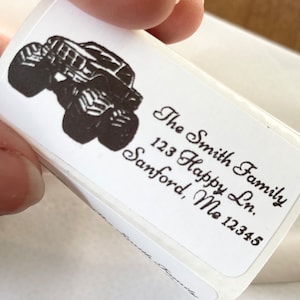 The Smith Family
123 Happy Ln.
Sanford, Me 12345